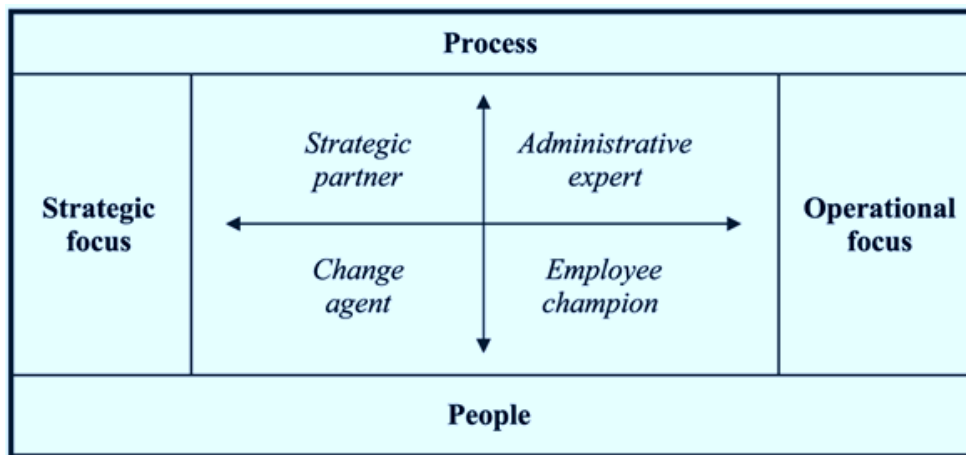 Process
Strategic
partner
Administrative
expert
Strategic
focus
Operational
focus
Change
agent
Employee
champion
People